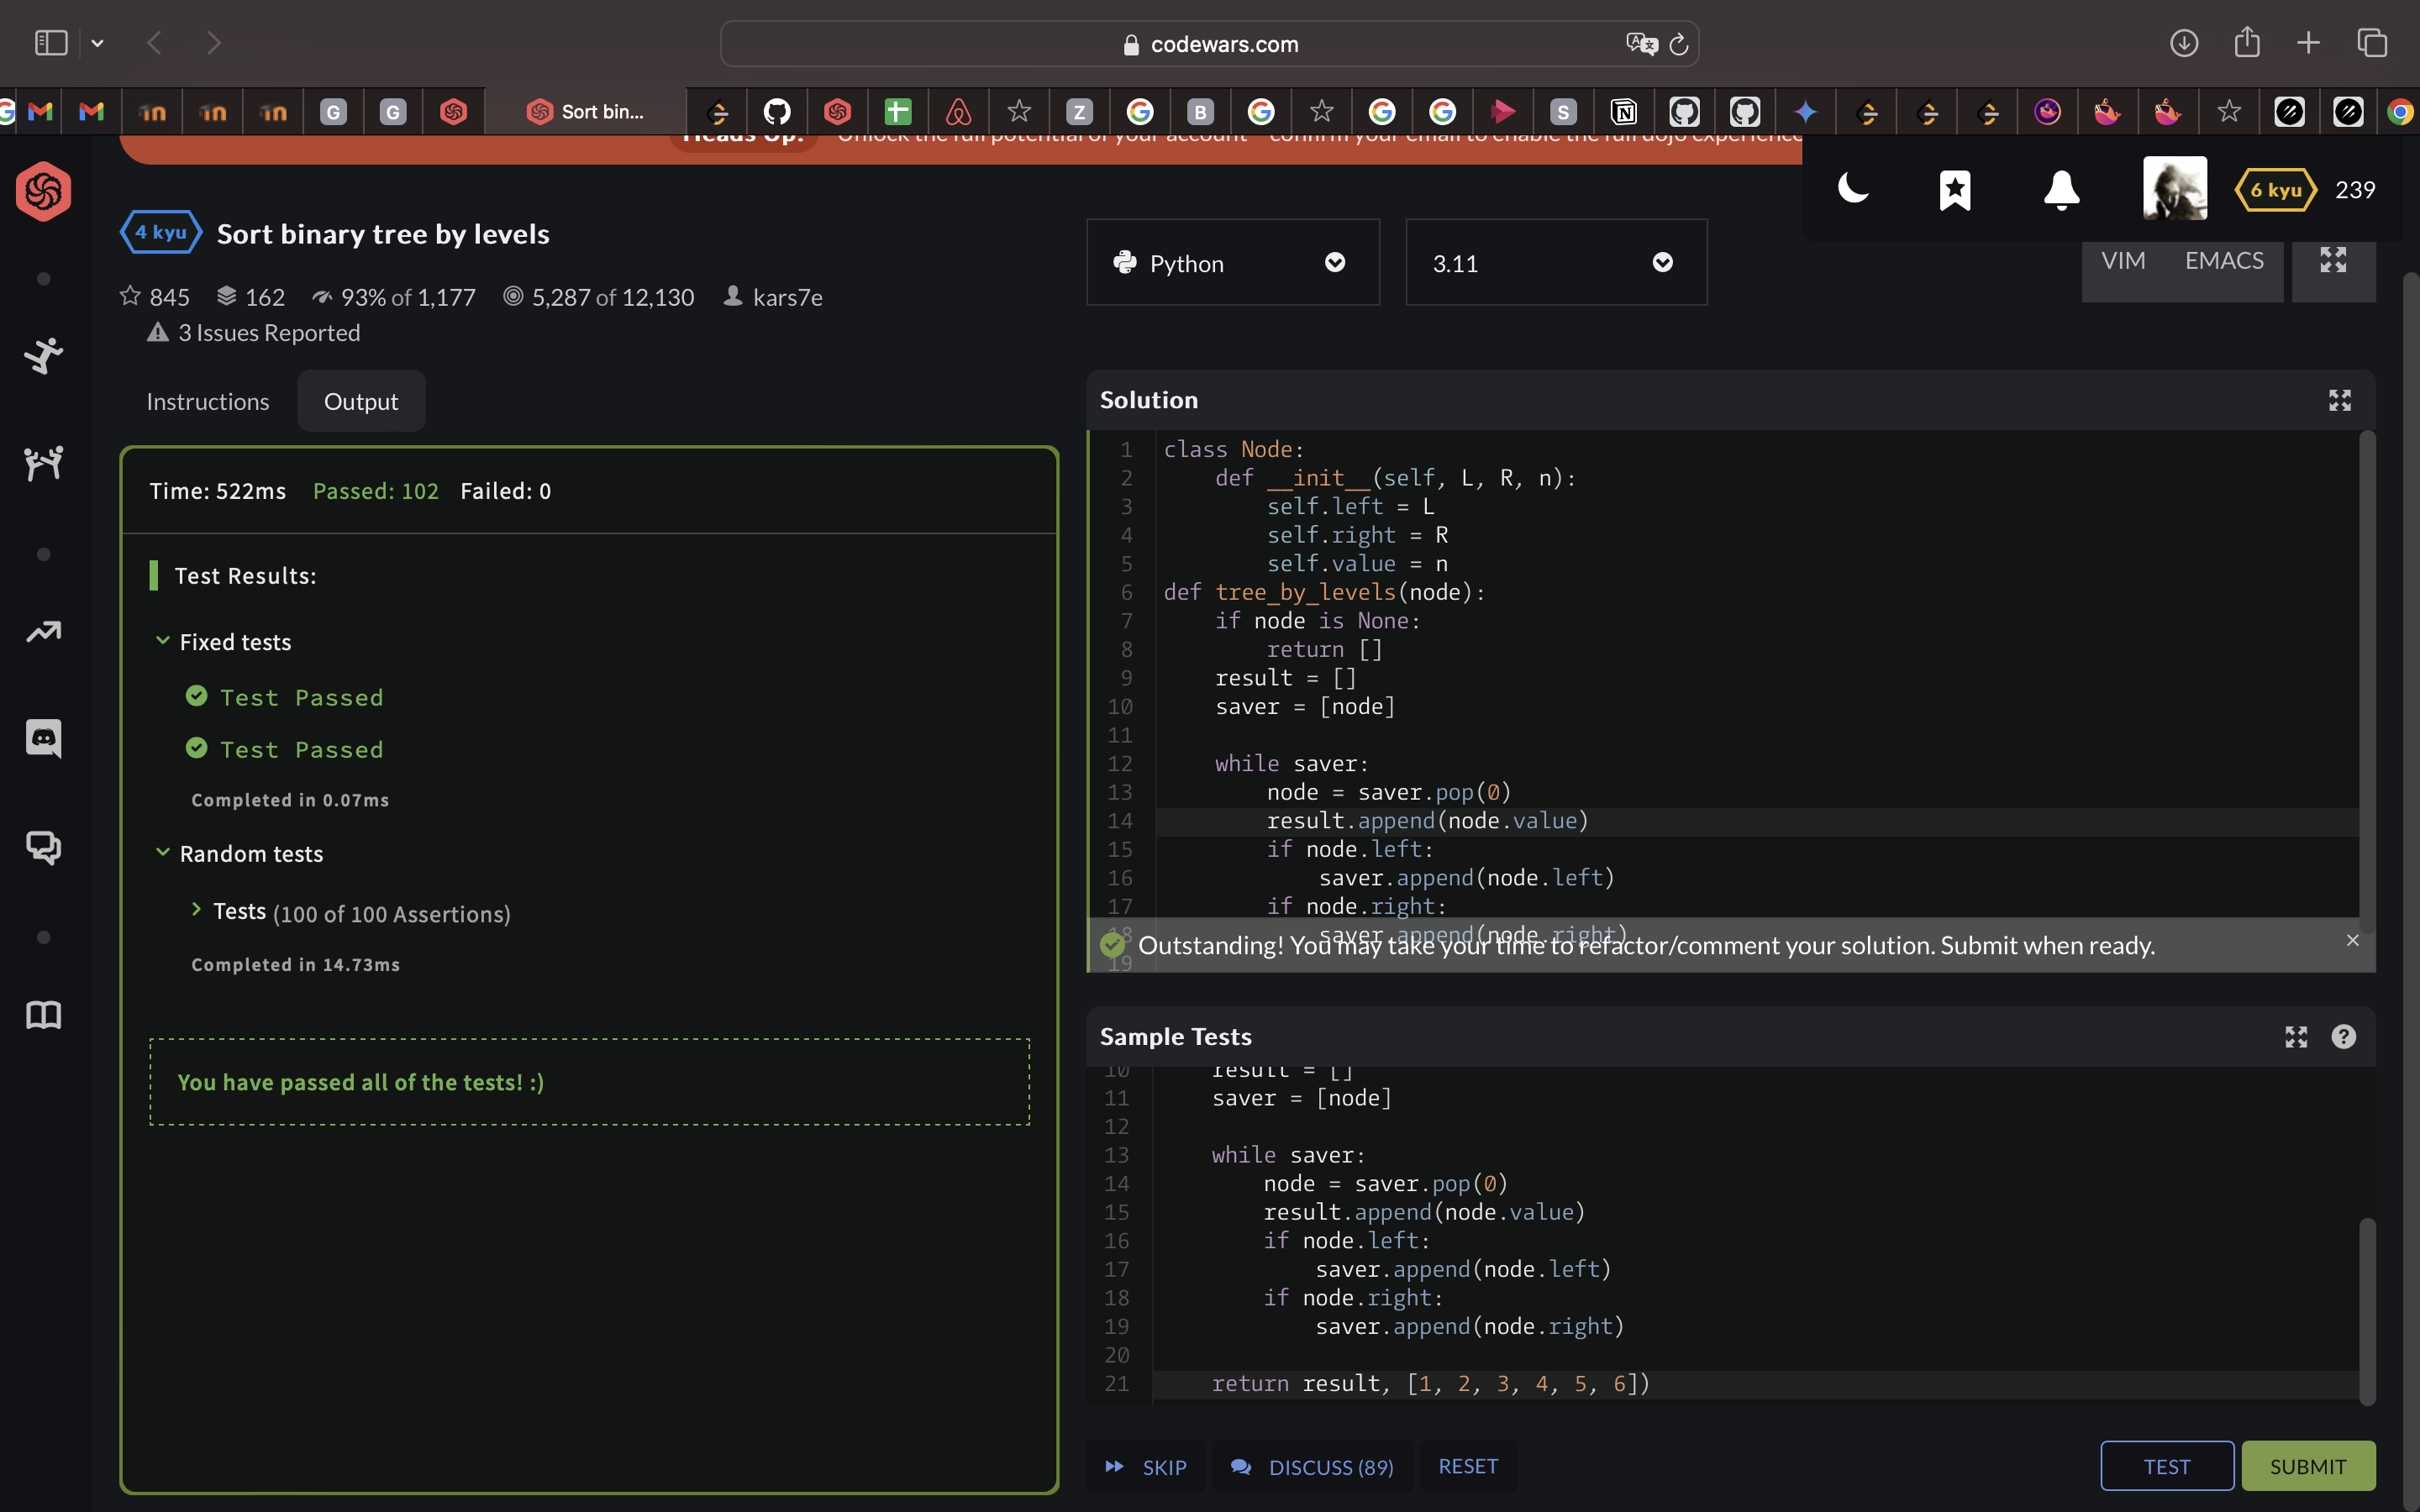 codewars.com
Sort bin...
Heads Up! Unlock the full potential of your account - confirm your email to enable the full dojo experience
6 kyu 239
4 kyu Sort binary tree by levels
845 162 93% of 1,177 5,287 of 12,130 kars7e
3 Issues Reported
Python
3.11
VIM EMACS
Instructions Output
Time: 522ms Passed: 102 Failed: 0
Test Results:
Fixed tests
Test Passed
Test Passed
Completed in 0.07ms
Random tests
Tests (100 of 100 Assertions)
Completed in 14.73ms
You have passed all of the tests! :)
Solution
1 class Node:
2     def __init__(self, L, R, n):
3         self.left = L
4         self.right = R
5         self.value = n
6 def tree_by_levels(node):
7     if node is None:
8         return []
9     result = []
10     saver = [node]
11
12     while saver:
13         node = saver.pop(0)
14         result.append(node.value)
15         if node.left:
16             saver.append(node.left)
17         if node.right:
18             saver.append(node.right)
19
Outstanding! You may take your time to refactor/comment your solution. Submit when ready.
Sample Tests
10     result = []
11     saver = [node]
12
13     while saver:
14         node = saver.pop(0)
15         result.append(node.value)
16         if node.left:
17             saver.append(node.left)
18         if node.right:
19             saver.append(node.right)
20
21     return result, [1, 2, 3, 4, 5, 6])
SKIP DISCUSS (89) RESET
TEST SUBMIT